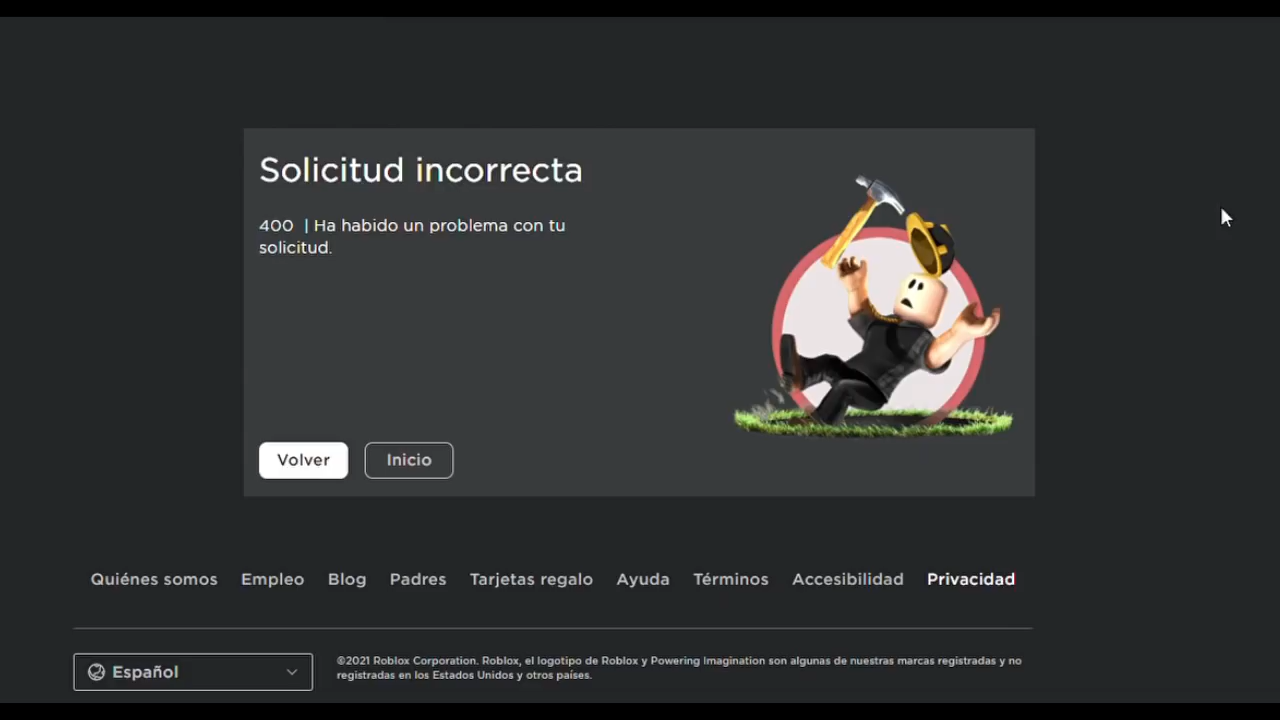 Solicitud incorrecta
400 | Ha habido un problema con tu
solicitud.
Volver
Inicio
Quiénes somos Empleo Blog Padres Tarjetas regalo Ayuda Términos Accesibilidad Privacidad
Español
©2021 Roblox Corporation. Roblox, el logotipo de Roblox y Powering Imagination son algunas de nuestras marcas registradas y no
registradas en los Estados Unidos y otros países.